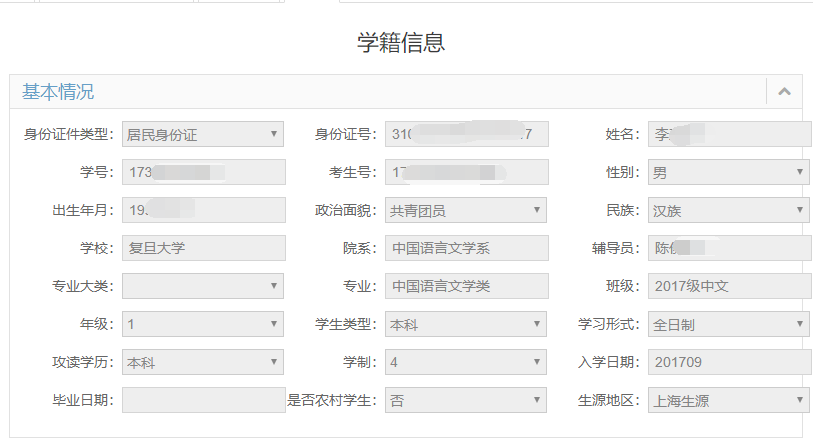 学籍信息
基本情况
身份证件类型： 居民身份证 身份证号： 310 7 姓名： 李
学号： 173 考生号： 17 性别： 男
出生年月： 19 政治面貌： 共青团员 民族： 汉族
学校： 复旦大学 院系： 中国语言文学系 辅导员： 陈
专业大类： 专业： 中国语言文学类 班级： 2017级中文
年级： 1 学生类型： 本科 学习形式： 全日制
攻读学历： 本科 学制： 4 入学日期： 201709
毕业日期： 是否农村学生： 否 生源地区： 上海生源